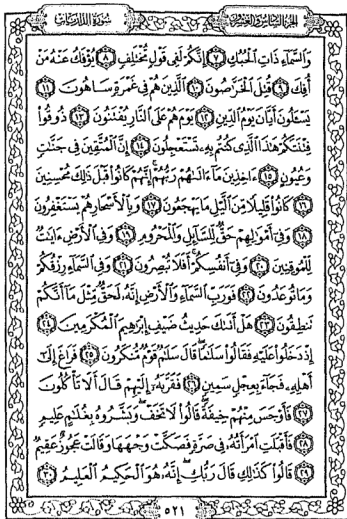 الجزء السادس والعشرون سورة الذاريات
وَالسَّمَاءِ ذَاتِ الْحُبُكِ ٧ إِنَّكُمْ لَفِي قَوْلٍ مُّخْتَلِفٍ ٨ يُؤْفَكُ عَنْهُ مَنْ
أُفِكَ ٩ قُتِلَ الْخَرَّاصُونَ ١٠ الَّذِينَ هُمْ فِي غَمْرَةٍ سَاهُونَ ١١
يَسْـَٔلُونَ أَيَّانَ يَوْمُ الدِّينِ ١٢ يَوْمَ هُمْ عَلَى النَّارِ يُفْتَنُونَ ١٣ ذُوقُوا
فِتْنَتَكُمْ هَٰذَا الَّذِي كُنتُم بِهِ تَسْتَعْجِلُونَ ١٤ إِنَّ الْمُتَّقِينَ فِي جَنَّٰتٍ
وَعُيُونٍ ١٥ ءَاخِذِينَ مَا ءَاتَىٰهُمْ رَبُّهُمْ إِنَّهُمْ كَانُوا قَبْلَ ذَٰلِكَ مُحْسِنِينَ
١٦ كَانُوا قَلِيلًا مِّنَ الَّيْلِ مَا يَهْجَعُونَ ١٧ وَبِالْأَسْحَارِ هُمْ يَسْتَغْفِرُونَ
١٨ وَفِي أَمْوَٰلِهِمْ حَقٌّ لِّلسَّائِلِ وَالْمَحْرُومِ ١٩ وَفِي الْأَرْضِ ءَايَٰتٌ
لِّلْمُوقِنِينَ ٢٠ وَفِي أَنفُسِكُمْ أَفَلَا تُبْصِرُونَ ٢١ وَفِي السَّمَاءِ رِزْقُكُمْ
وَمَا تُوعَدُونَ ٢٢ فَوَرَبِّ السَّمَاءِ وَالْأَرْضِ إِنَّهُ لَحَقٌّ مِّثْلَ مَا أَنَّكُمْ
تَنطِقُونَ ٢٣ هَلْ أَتَىٰكَ حَدِيثُ ضَيْفِ إِبْرَٰهِيمَ الْمُكْرَمِينَ ٢٤
إِذْ دَخَلُوا عَلَيْهِ فَقَالُوا سَلَٰمًا قَالَ سَلَٰمٌ قَوْمٌ مُّنكَرُونَ ٢٥ فَرَاغَ إِلَىٰ
أَهْلِهِ فَجَاءَ بِعِجْلٍ سَمِينٍ ٢٦ فَقَرَّبَهُ إِلَيْهِمْ قَالَ أَلَا تَأْكُلُونَ
٢٧ فَأَوْجَسَ مِنْهُمْ خِيفَةً قَالُوا لَا تَخَفْ وَبَشَّرُوهُ بِغُلَٰمٍ عَلِيمٍ
٢٨ فَأَقْبَلَتِ امْرَأَتُهُ فِي صَرَّةٍ فَصَكَّتْ وَجْهَهَا وَقَالَتْ عَجُوزٌ عَقِيمٌ
٢٩ قَالُوا كَذَٰلِكِ قَالَ رَبُّكِ إِنَّهُ هُوَ الْحَكِيمُ الْعَلِيمُ ٣٠
٥٢١